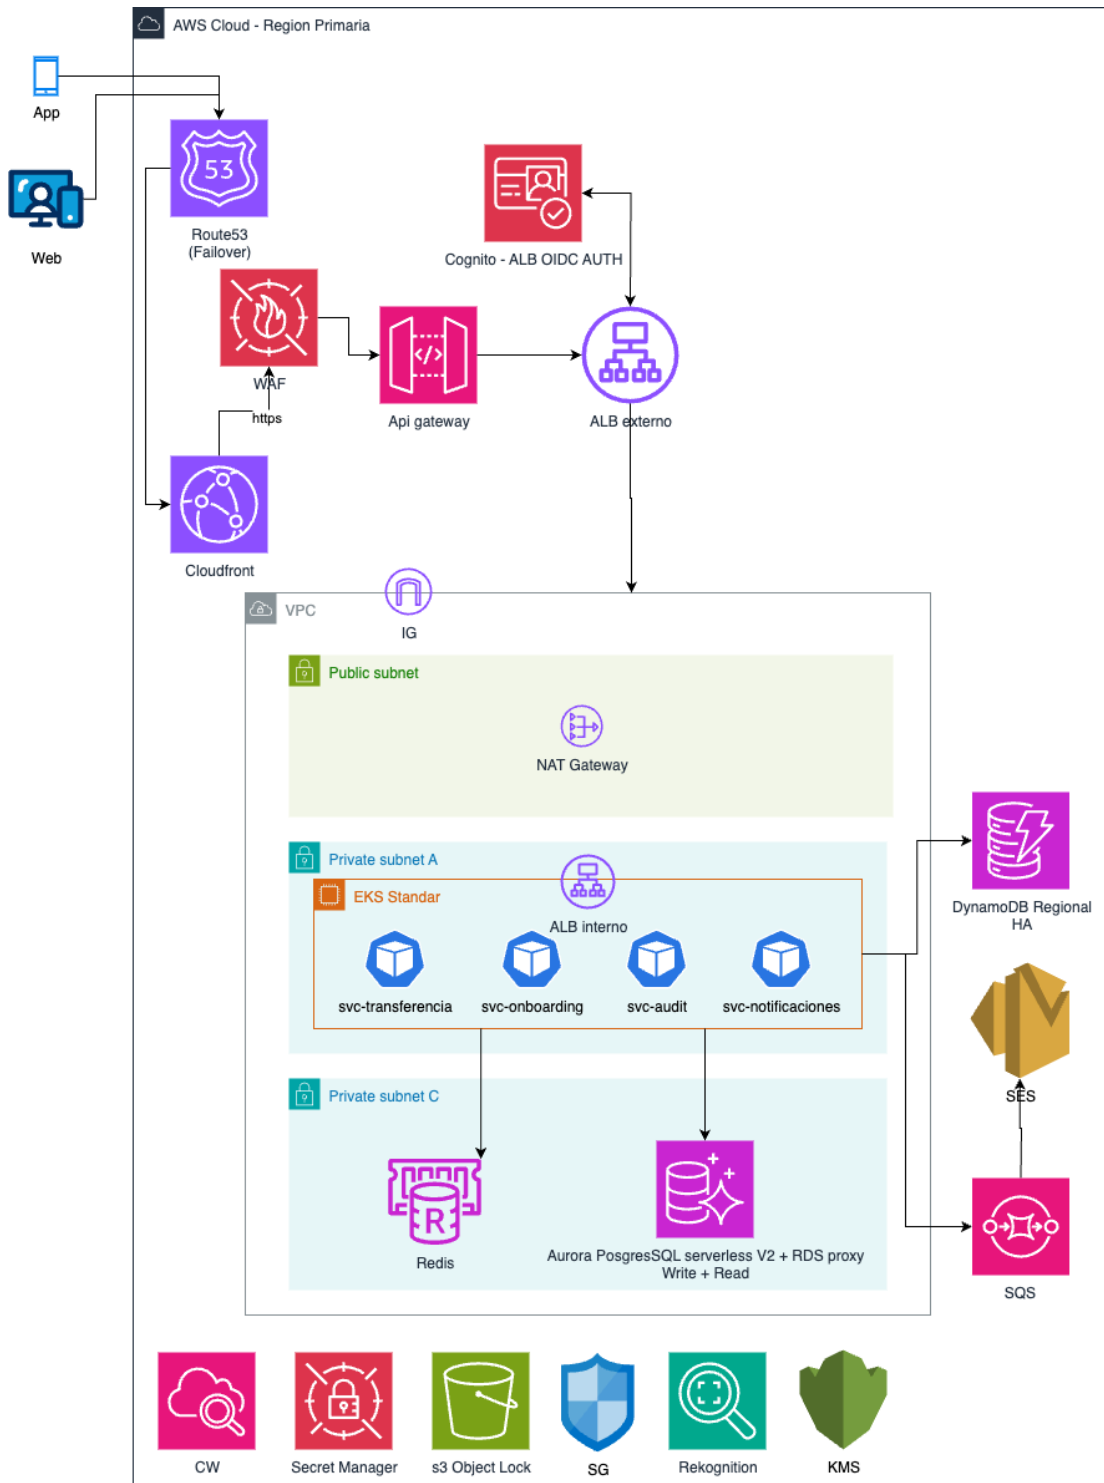 AWS Cloud - Region Primaria
App
Web
53
Route53
(Failover)
Cognito - ALB OIDC AUTH
WAF
</>
Api gateway
ALB externo
https
Cloudfront
VPC
IG
Public subnet
NAT Gateway
Private subnet A
EKS Standar
ALB interno
svc-transferencia
svc-onboarding
svc-audit
svc-notificaciones
DynamoDB Regional
HA
SES
Private subnet C
R
Redis
Aurora PosgresSQL serverless V2 + RDS proxy
Write + Read
SQS
CW
Secret Manager
s3 Object Lock
SG
Rekognition
KMS